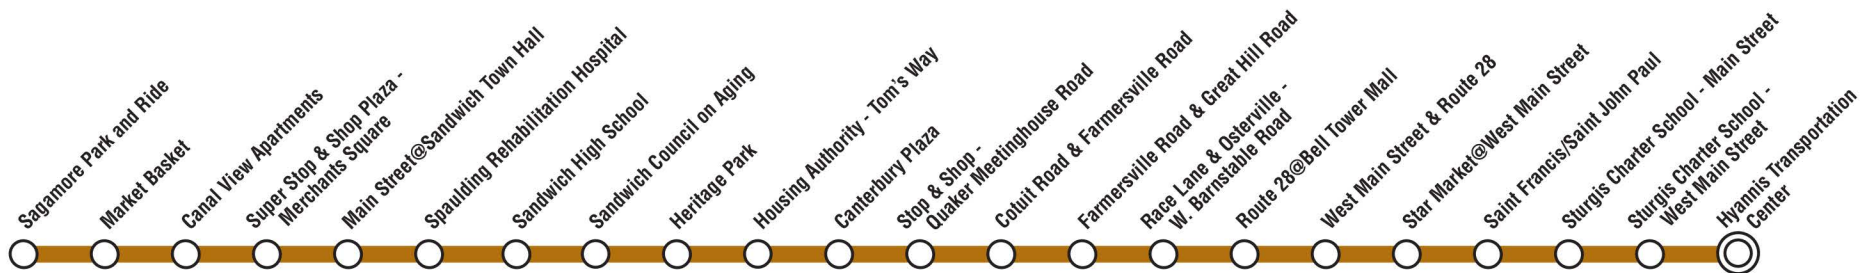 Sagamore Park and Ride
Market Basket
Canal View Apartments
Super Stop & Shop Plaza -
Merchants Square
Main Street@Sandwich Town Hall
Spaulding Rehabilitation Hospital
Sandwich High School
Sandwich Council on Aging
Heritage Park
Housing Authority - Tom's Way
Canterbury Plaza
Stop & Shop -
Quaker Meetinghouse Road
Cotuit Road & Farmersville Road
Farmersville Road & Great Hill Road
Race Lane & Osterville -
W. Barnstable Road
Route 28@Bell Tower Mall
West Main Street & Route 28
Star Market@West Main Street
Saint Francis/Saint John Paul
Sturgis Charter School - Main Street
Sturgis Charter School -
West Main Street
Hyannis Transportation
Center